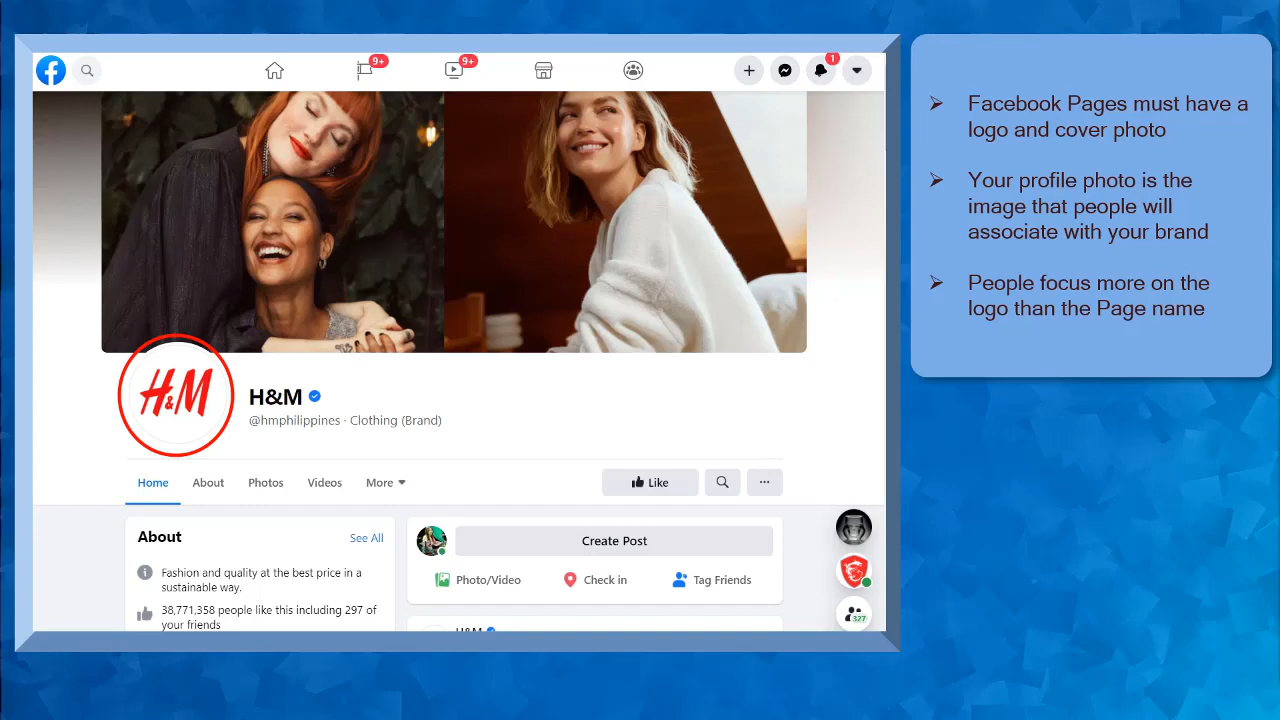 9+
9+
1
H&M
H&M
@hmphilippines · Clothing (Brand)
Home
About
Photos
Videos
More
Like
About
See All
Fashion and quality at the best price in a
sustainable way.
38,771,358 people like this including 297 of
your friends
Create Post
Photo/Video
Check in
Tag Friends
H&M
327
Facebook Pages must have a
logo and cover photo
Your profile photo is the
image that people will
associate with your brand
People focus more on the
logo than the Page name